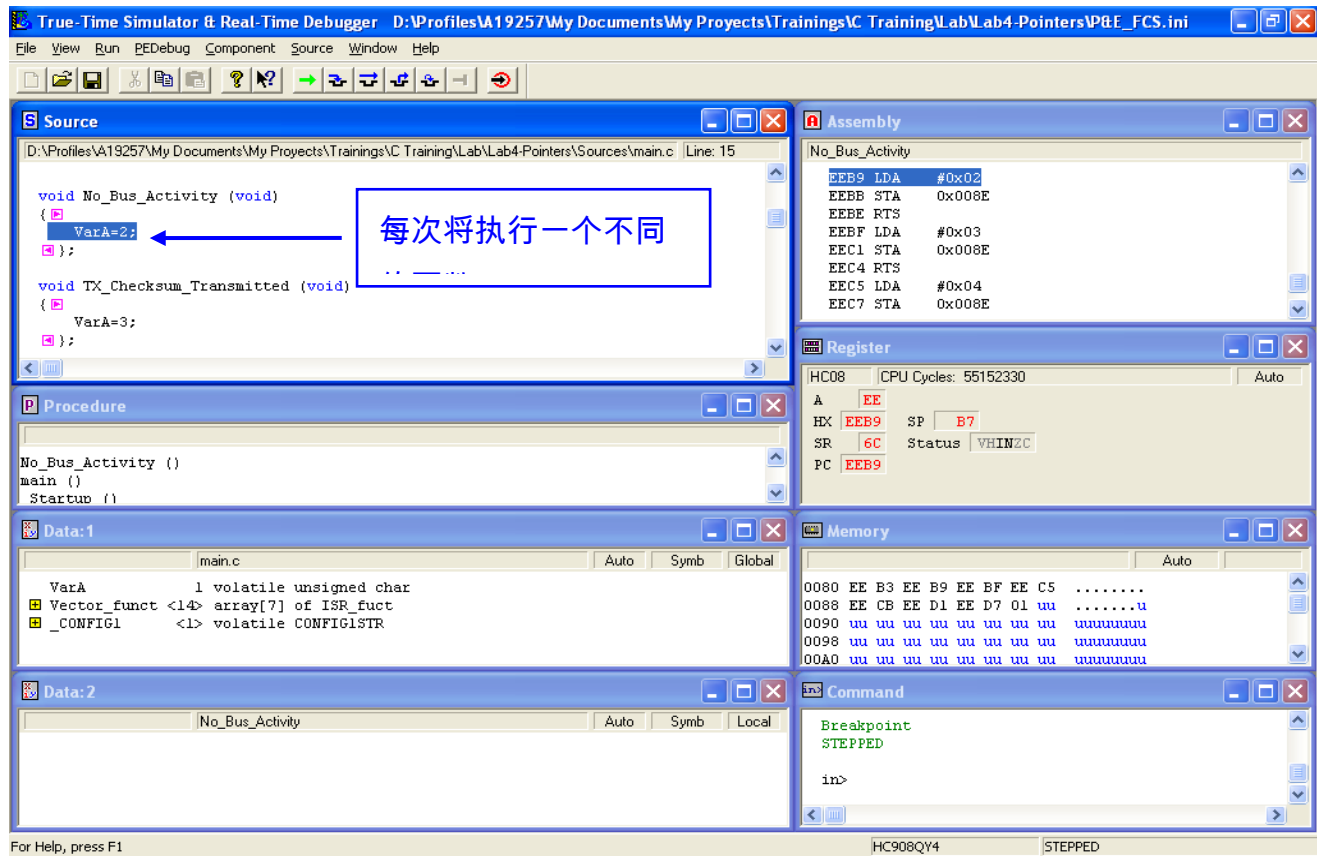 True-Time Simulator & Real-Time Debugger D:\Profiles\A19257\My Documents\My Proyects\Trainings\C Training\Lab\Lab4-Pointers\P&E_FCS.ini
File View Run PEDebug Component Source Window Help
Source
D:\Profiles\A19257\My Documents\My Proyects\Trainings\C Training\Lab\Lab4-Pointers\Sources\main.c Line: 15
void No_Bus_Activity (void)
{
VarA=2;
};
void TX_Checksum_Transmitted (void)
{
VarA=3;
};
每次将执行一个不同
Procedure
No_Bus_Activity ()
main ()
_Startup ()
Data:1
main.c Auto Symb Global
VarA 1 volatile unsigned char
Vector_funct <14> array[7] of ISR_fuct
_CONFIG1 <1> volatile CONFIG1STR
Data:2
No_Bus_Activity Auto Symb Local
Assembly
No_Bus_Activity
EEB9 LDA #0x02
EEBB STA 0x008E
EEBE RTS
EEBF LDA #0x03
EEC1 STA 0x008E
EEC4 RTS
EEC5 LDA #0x04
EEC7 STA 0x008E
Register
HC08 CPU Cycles: 55152330 Auto
A EE
HX EEB9 SP B7
SR 6C Status VHINZC
PC EEB9
Memory
Auto
0080 EE B3 EE B9 EE BF EE C5 ........
0088 EE CB EE D1 EE D7 01 uu .......u
0090 uu uu uu uu uu uu uu uu uuuuuuuu
0098 uu uu uu uu uu uu uu uu uuuuuuuu
00A0 uu uu uu uu uu uu uu uu uuuuuuuu
Command
Breakpoint
STEPPED
in>
For Help, press F1 HC908QY4 STEPPED